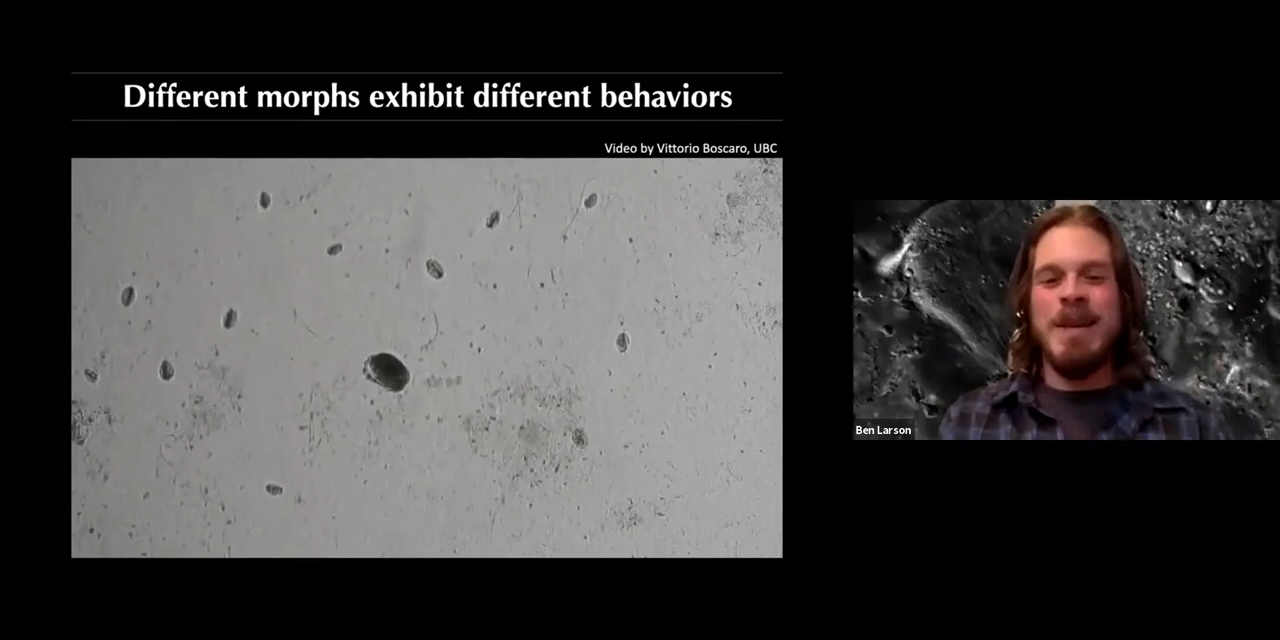 Different morphs exhibit different behaviors
Video by Vittorio Boscaro, UBC
Ben Larson